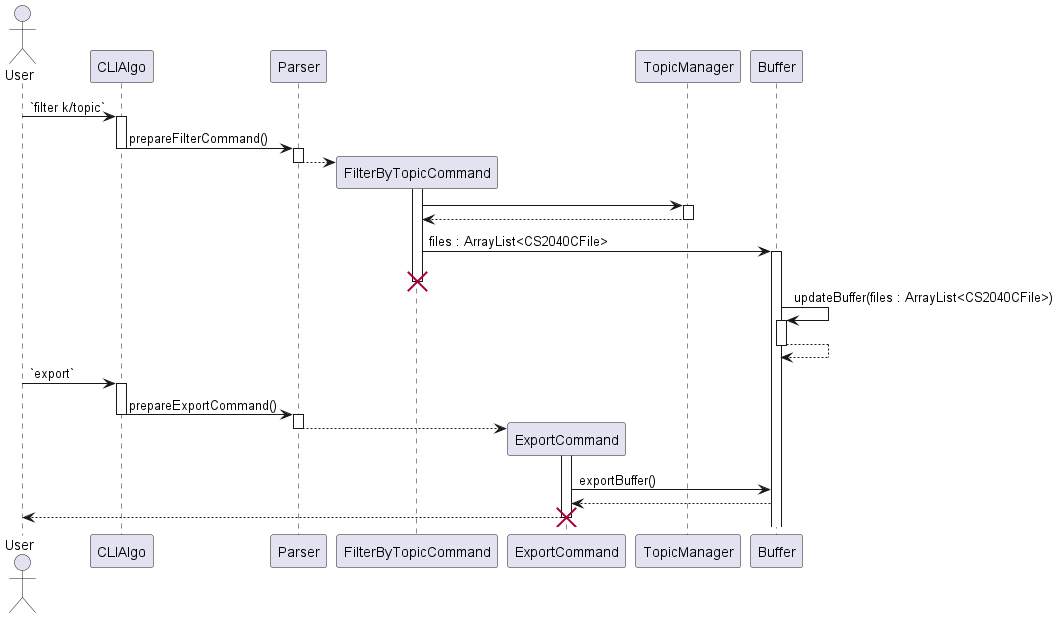 User
CLIAlgo
Parser
TopicManager
Buffer
`filter k/topic`
prepareFilterCommand()
FilterByTopicCommand
files : ArrayList<CS2040CFile>
updateBuffer(files : ArrayList<CS2040CFile>)
`export`
prepareExportCommand()
ExportCommand
exportBuffer()
User
CLIAlgo
Parser
FilterByTopicCommand
ExportCommand
TopicManager
Buffer